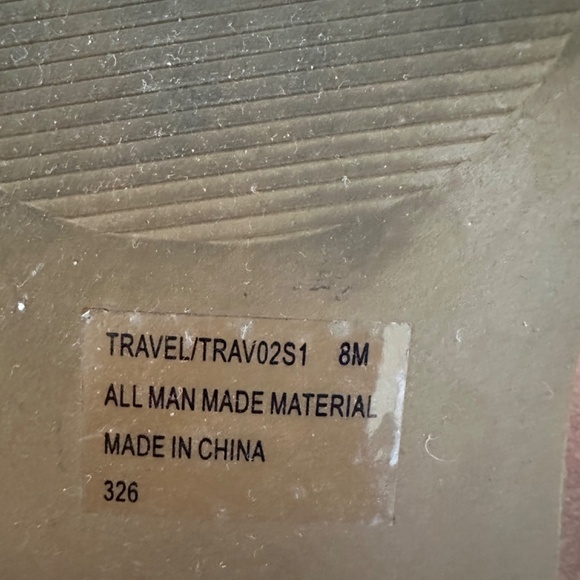 TRAVEL/TRAV02S1 8M
ALL MAN MADE MATERIAL
MADE IN CHINA
326